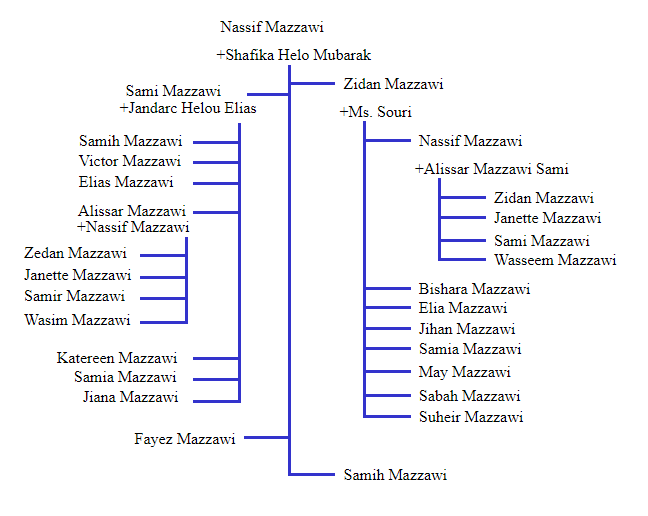 Nassif Mazzawi
+Shafika Helo Mubarak
Sami Mazzawi
+Jandarc Helou Elias
Samih Mazzawi
Victor Mazzawi
Elias Mazzawi
Alissar Mazzawi
+Nassif Mazzawi
Zedan Mazzawi
Janette Mazzawi
Samir Mazzawi
Wasim Mazzawi
Katereen Mazzawi
Samia Mazzawi
Jiana Mazzawi
Zidan Mazzawi
+Ms. Souri
Nassif Mazzawi
+Alissar Mazzawi Sami
Zidan Mazzawi
Janette Mazzawi
Sami Mazzawi
Wasseem Mazzawi
Bishara Mazzawi
Elia Mazzawi
Jihan Mazzawi
Samia Mazzawi
May Mazzawi
Sabah Mazzawi
Suheir Mazzawi
Fayez Mazzawi
Samih Mazzawi